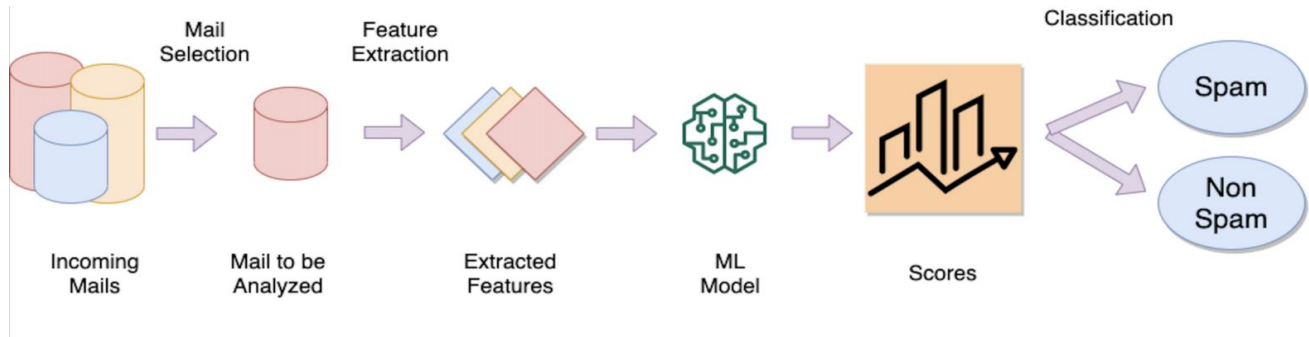 Mail
Selection
Feature
Extraction
Classification
Spam
Non
Spam
Incoming
Mails
Mail to be
Analyzed
Extracted
Features
ML
Model
Scores